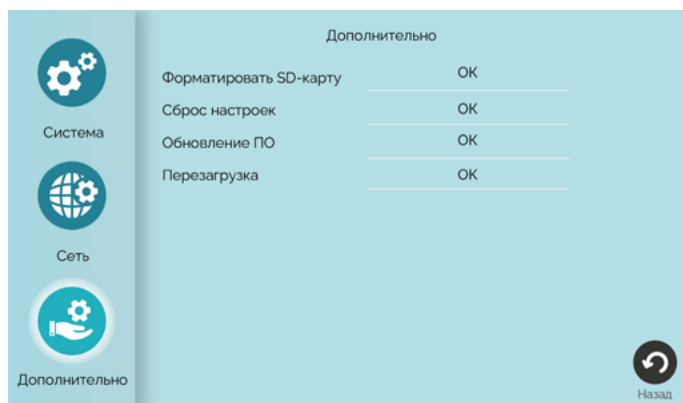 Система
Сеть
Дополнительно
Дополнительно
Форматировать SD-карту OK
Сброс настроек OK
Обновление ПО OK
Перезагрузка OK
Назад